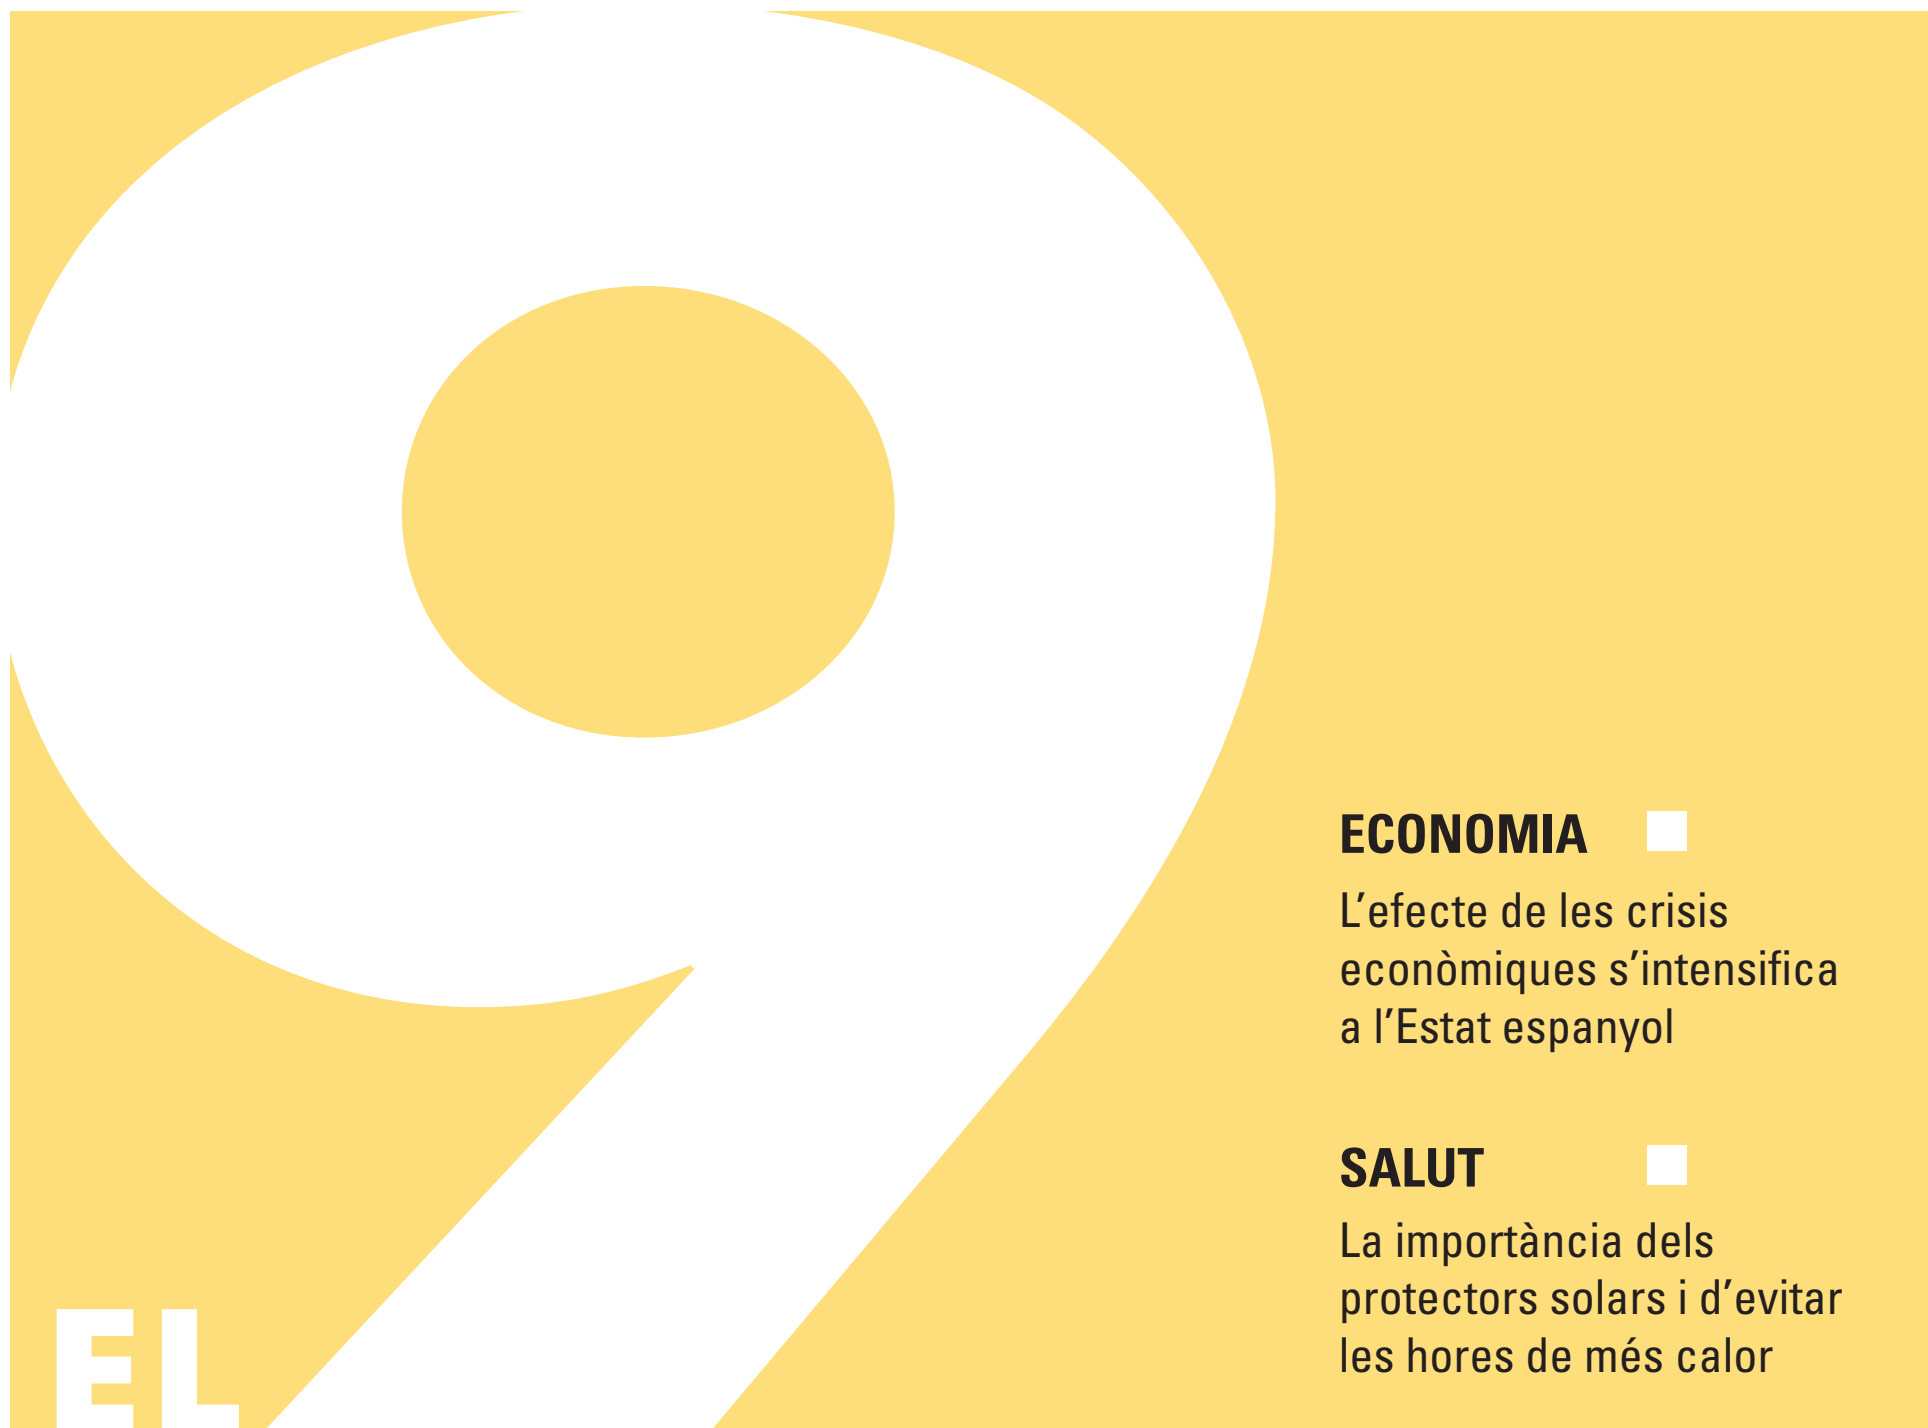 9
ECONOMIA
L’efecte de les crisis
econòmiques s’intensifica
a l’Estat espanyol
SALUT
La importància dels
protectors solars i d’evitar
les hores de més calor
EL